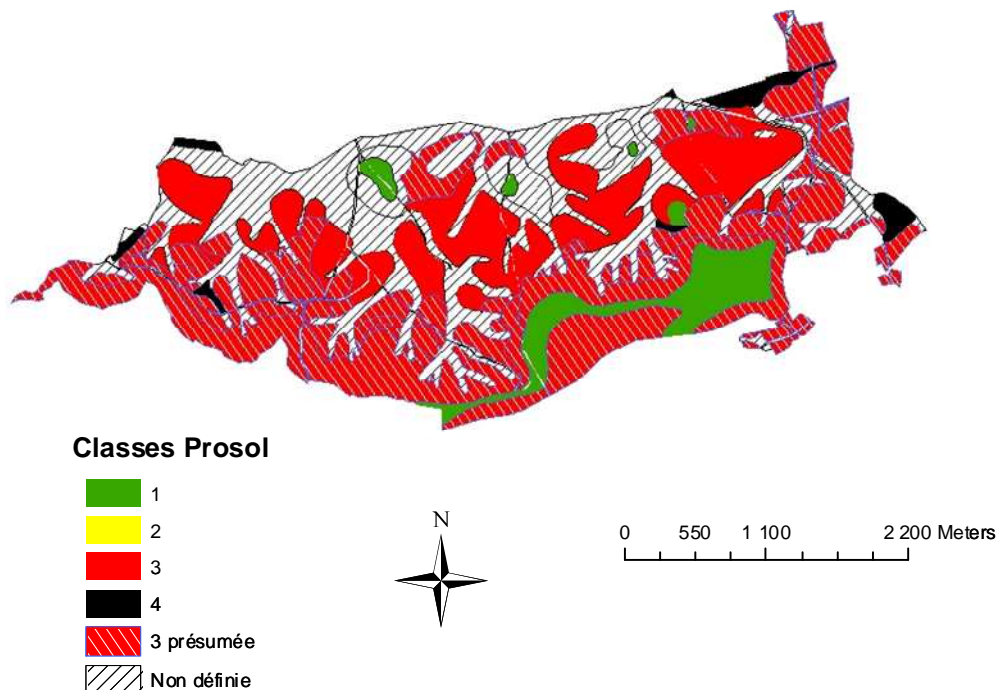 Classes Prosol
1
2
3
4
3 présumée
Non définie
N
0 550 1 100 2 200 Meters